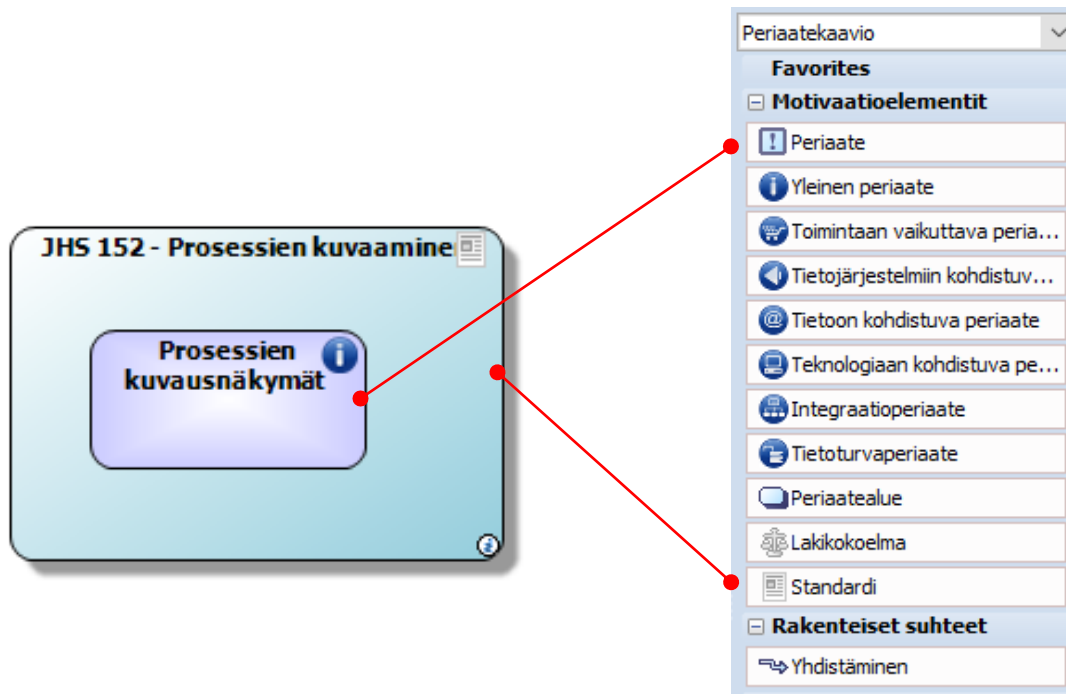 JHS 152 - Prosessien kuvaamine
Prosessien
kuvausnäkymät
Periaatekaavio
Favorites
Motivaatioelementit
Periaate
Yleinen periaate
Toimintaan vaikuttava peria...
Tietojärjestelmiin kohdistuv...
Tietoon kohdistuva periaate
Teknologiaan kohdistuva pe...
Integraatioperiaate
Tietoturvaperiaate
Periaatealue
Lakikokoelma
Standardi
Rakenteiset suhteet
Yhdistäminen